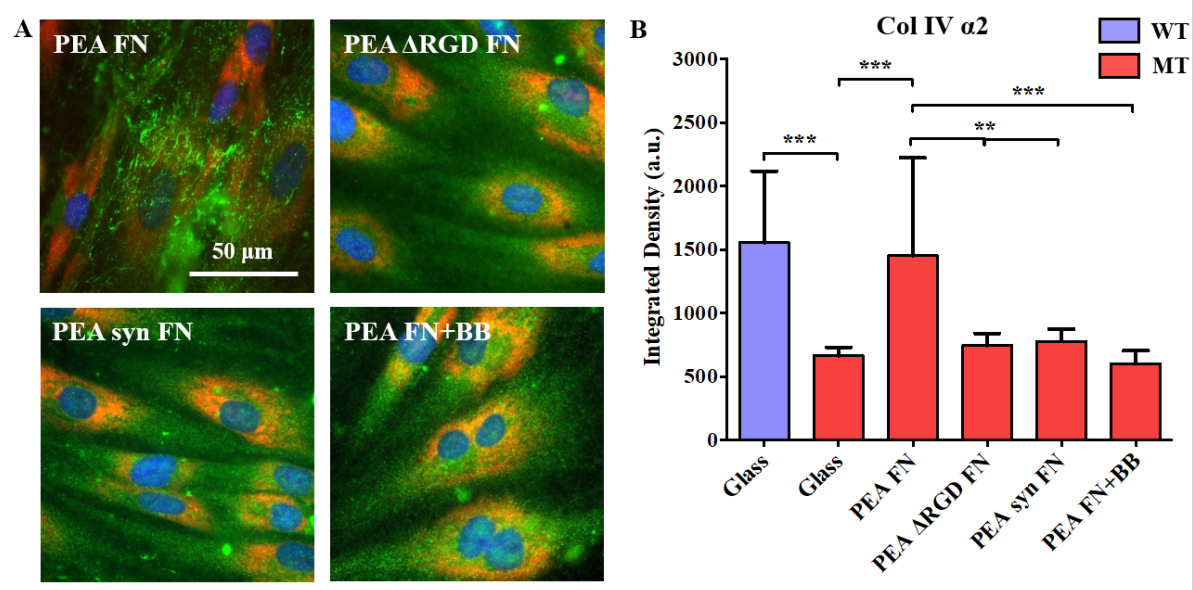 A
PEA FN
PEA ΔRGD FN
50 µm
PEA syn FN
PEA FN+BB
B
Col IV α2
WT
MT
Integrated Density (a.u.)
3000
2500
2000
1500
1000
500
0
***
***
***
**
Glass
Glass
PEA FN
PEA ΔRGD FN
PEA syn FN
PEA FN+BB